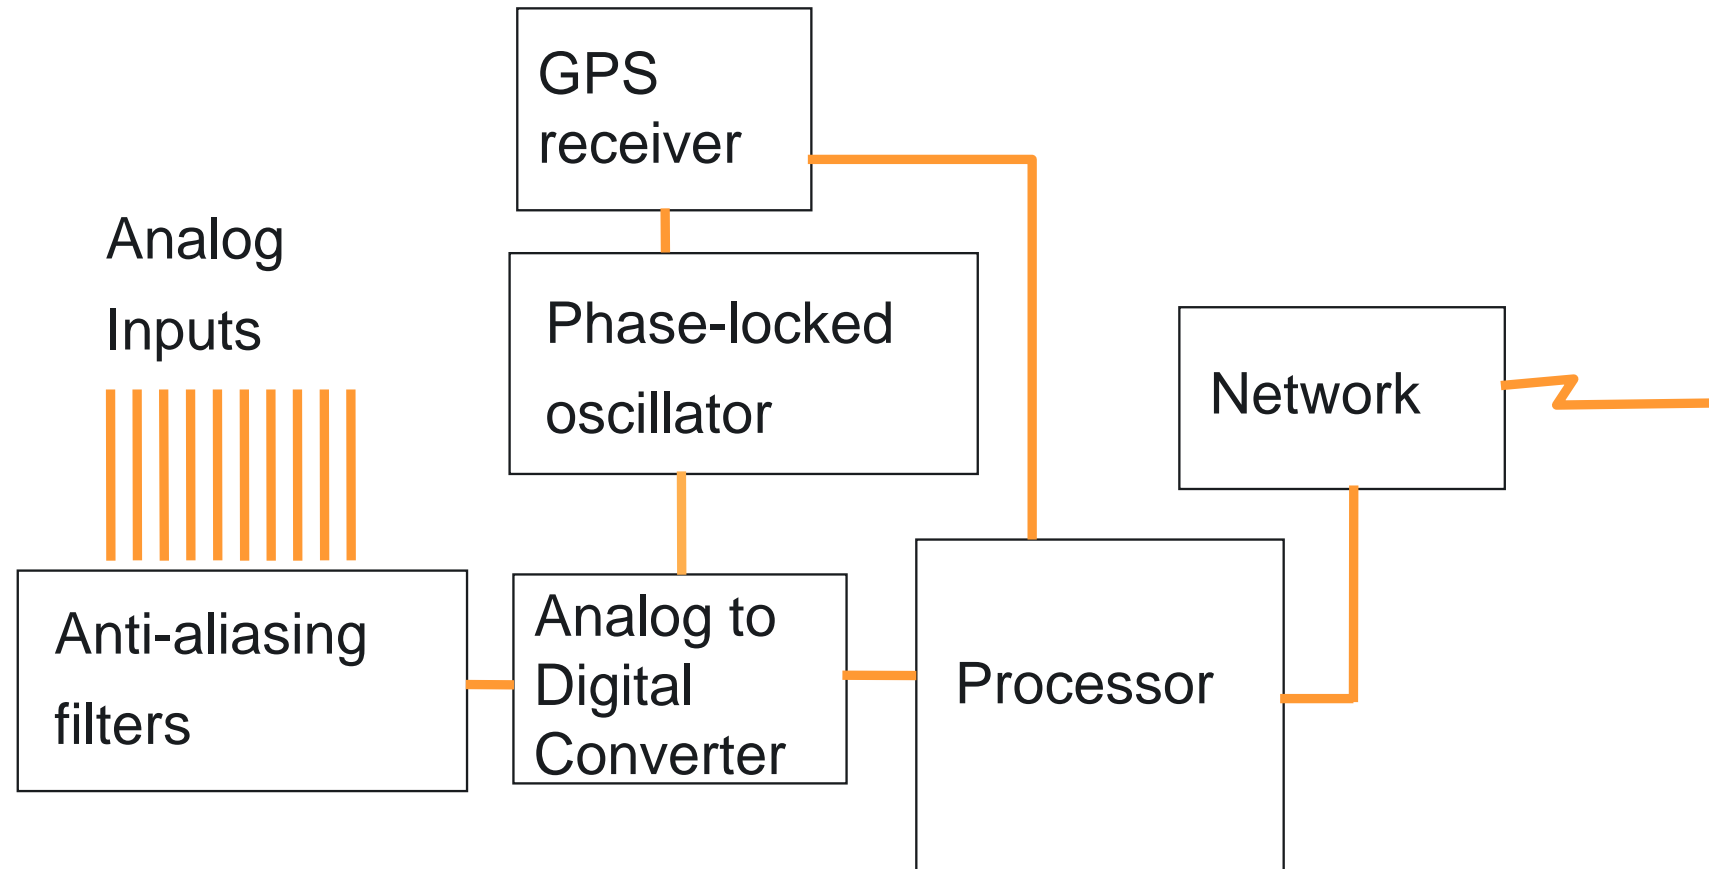 GPS
receiver
Analog
Inputs
Phase-locked
oscillator
Network
Anti-aliasing
filters
Analog to
Digital
Converter
Processor